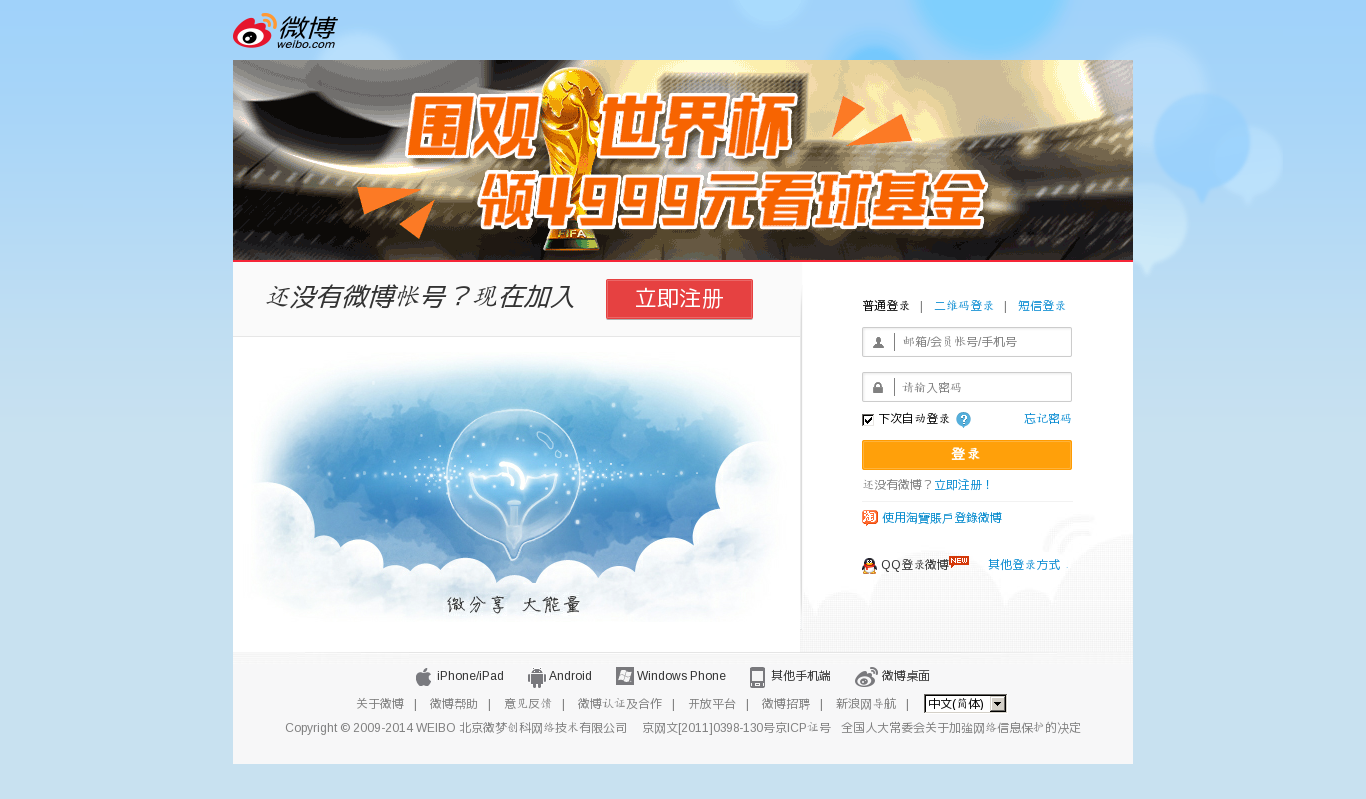 微博
weibo.com
围观世界杯
领4999元看球基金
FIFA
还没有微博帐号？现在加入 立即注册
普通登录 | 二维码登录 | 短信登录
邮箱/会员帐号/手机号
请输入密码
下次自动登录 ? 忘记密码
登录
还没有微博？立即注册！
淘 使用淘寶賬戶登錄微博
QQ登录微博 NEW 其他登录方式
微分享 大能量
iPhone/iPad Android Windows Phone 其他手机端 微博桌面
关于微博 | 微博帮助 | 意见反馈 | 微博认证及合作 | 开放平台 | 微博招聘 | 新浪网导航 | 中文(简体)
Copyright © 2009-2014 WEIBO 北京微梦创科网络技术有限公司 京网文[2011]0398-130号京ICP证号 全国人大常委会关于加强网络信息保护的决定